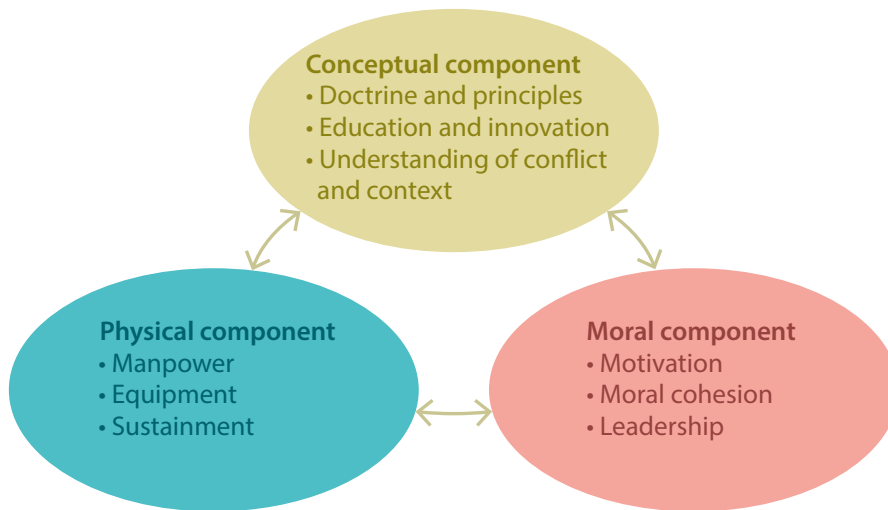 Conceptual component
• Doctrine and principles
• Education and innovation
• Understanding of conflict
and context
Physical component
• Manpower
• Equipment
• Sustainment
Moral component
• Motivation
• Moral cohesion
• Leadership